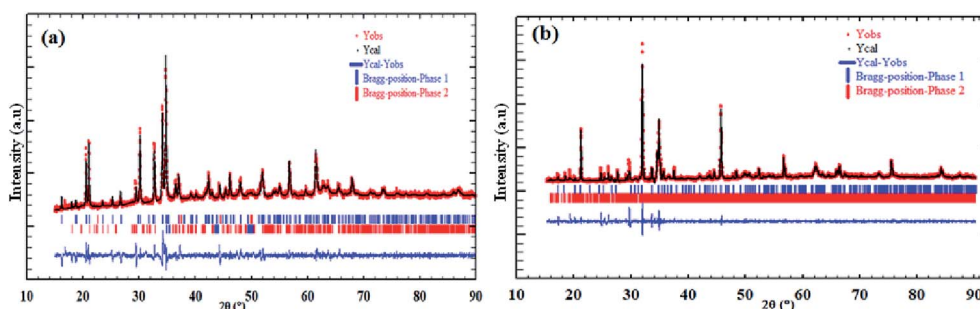 (a)
Yobs
Ycal
Ycal-Yobs
Bragg-position-Phase 1
Bragg-position-Phase 2
Intensity (a.u)
10 20 30 40 50 60 70 80 90
2θ (°)
(b)
Yobs
Ycal
Ycal-Yobs
Bragg-position-Phase 1
Bragg-position-Phase 2
Intensity (a.u)
10 20 30 40 50 60 70 80 90
2θ (°)